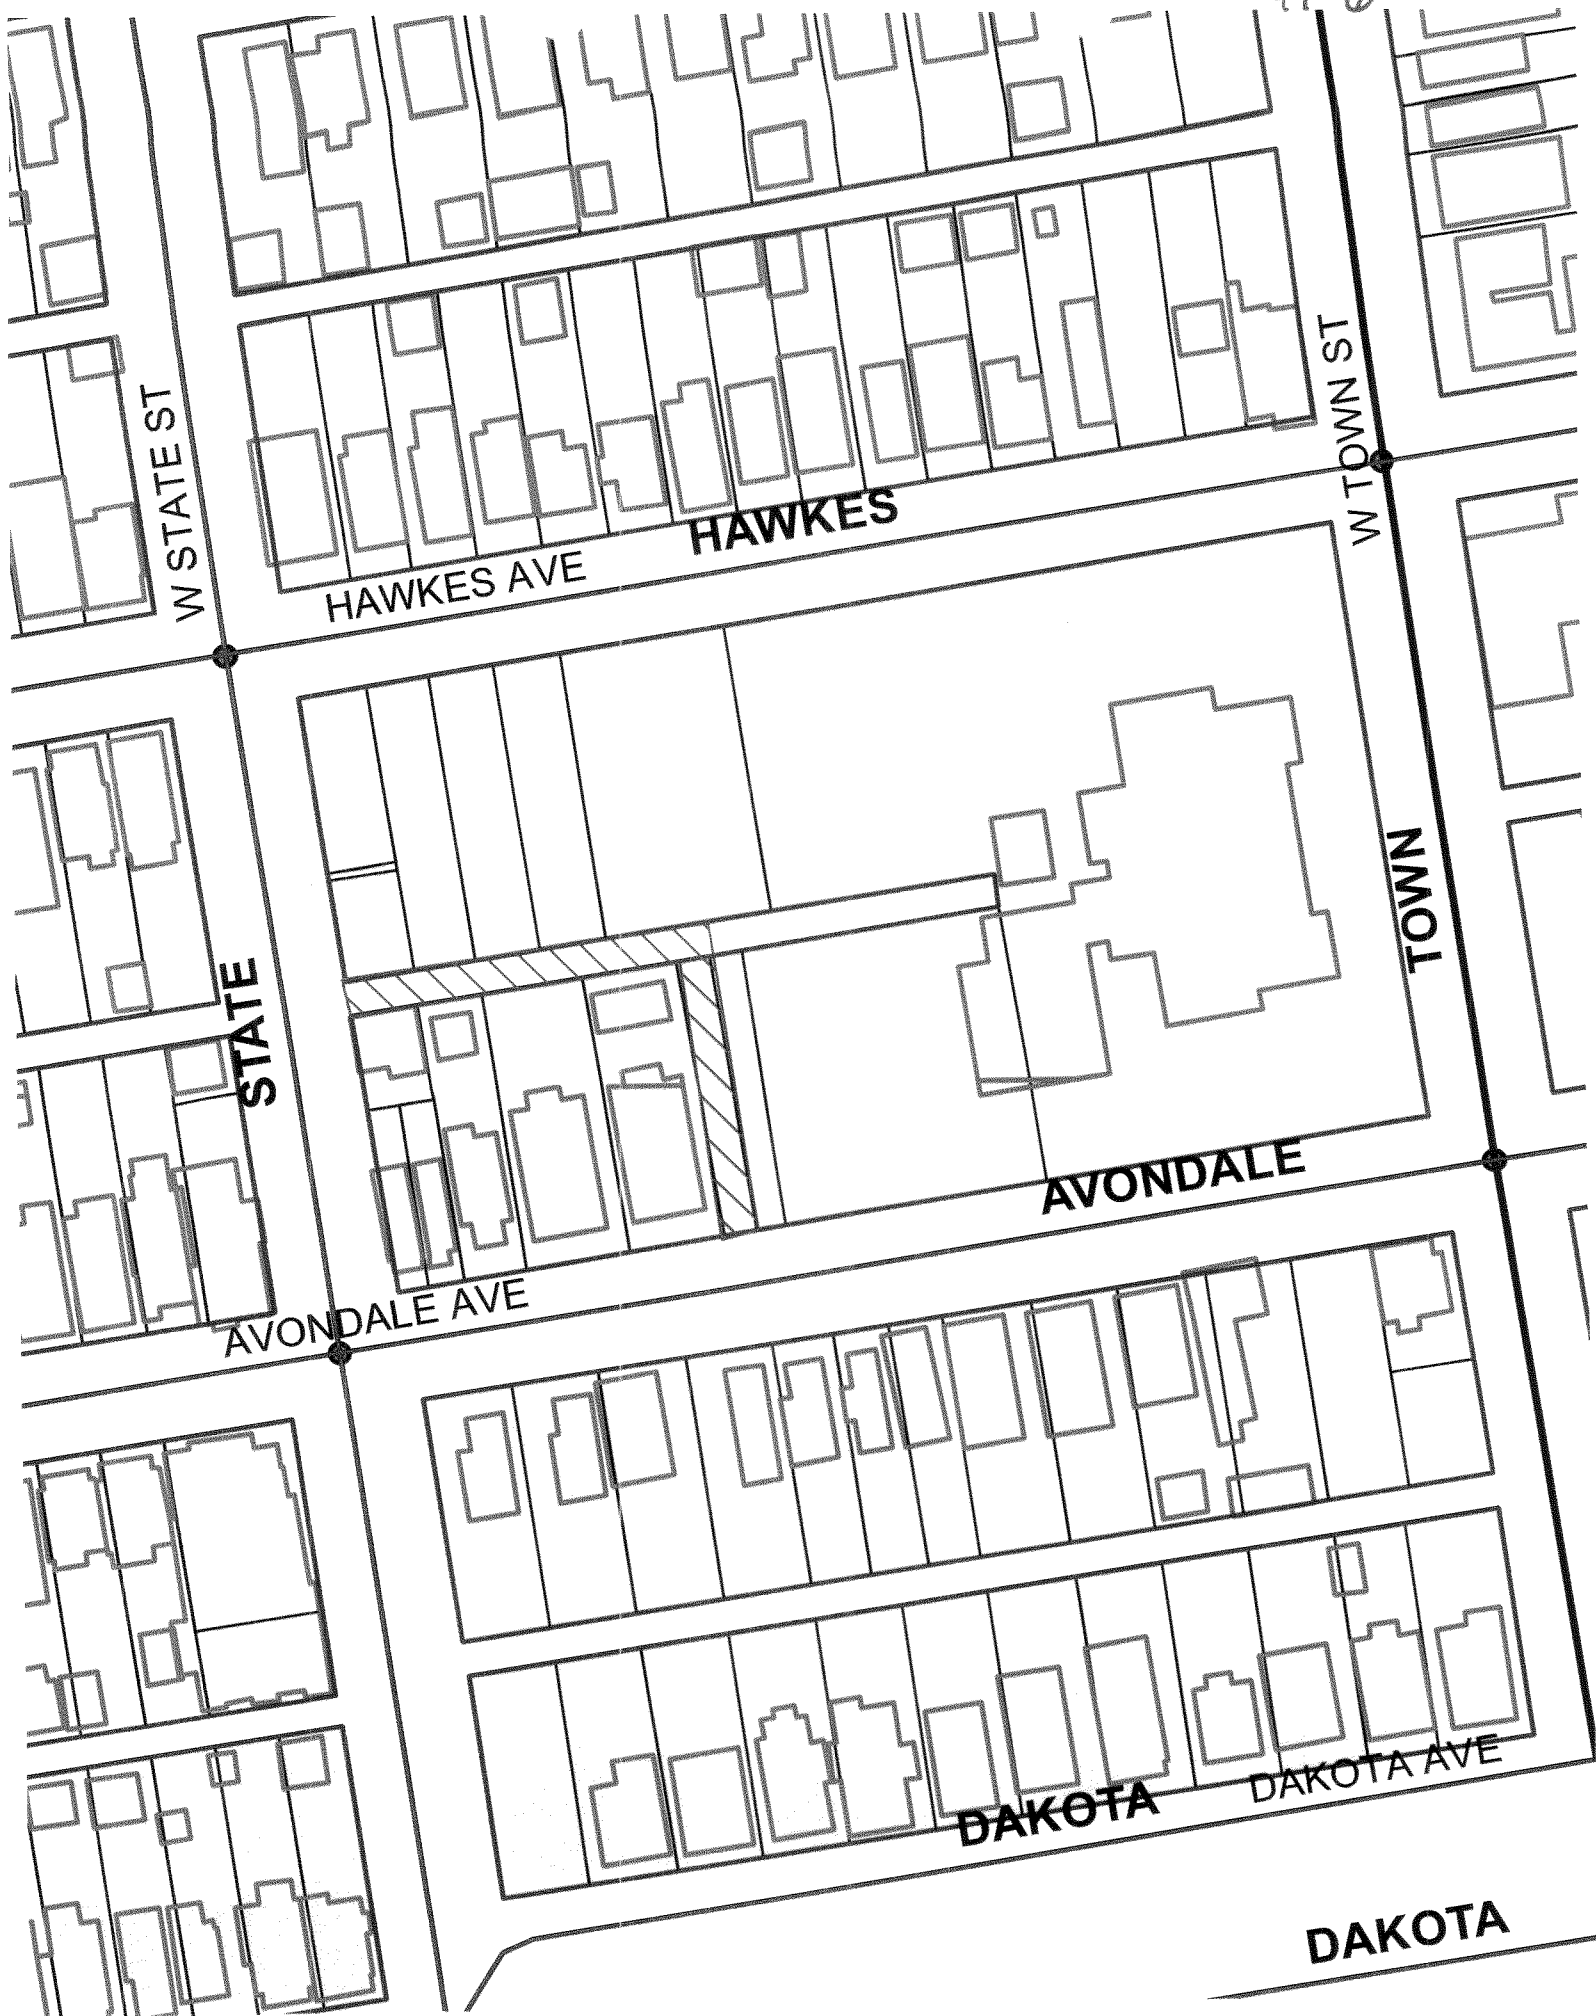 W STATE ST
W TOWN ST
HAWKES
HAWKES AVE
TOWN
STATE
AVONDALE
AVONDALE AVE
DAKOTA AVE
DAKOTA
DAKOTA